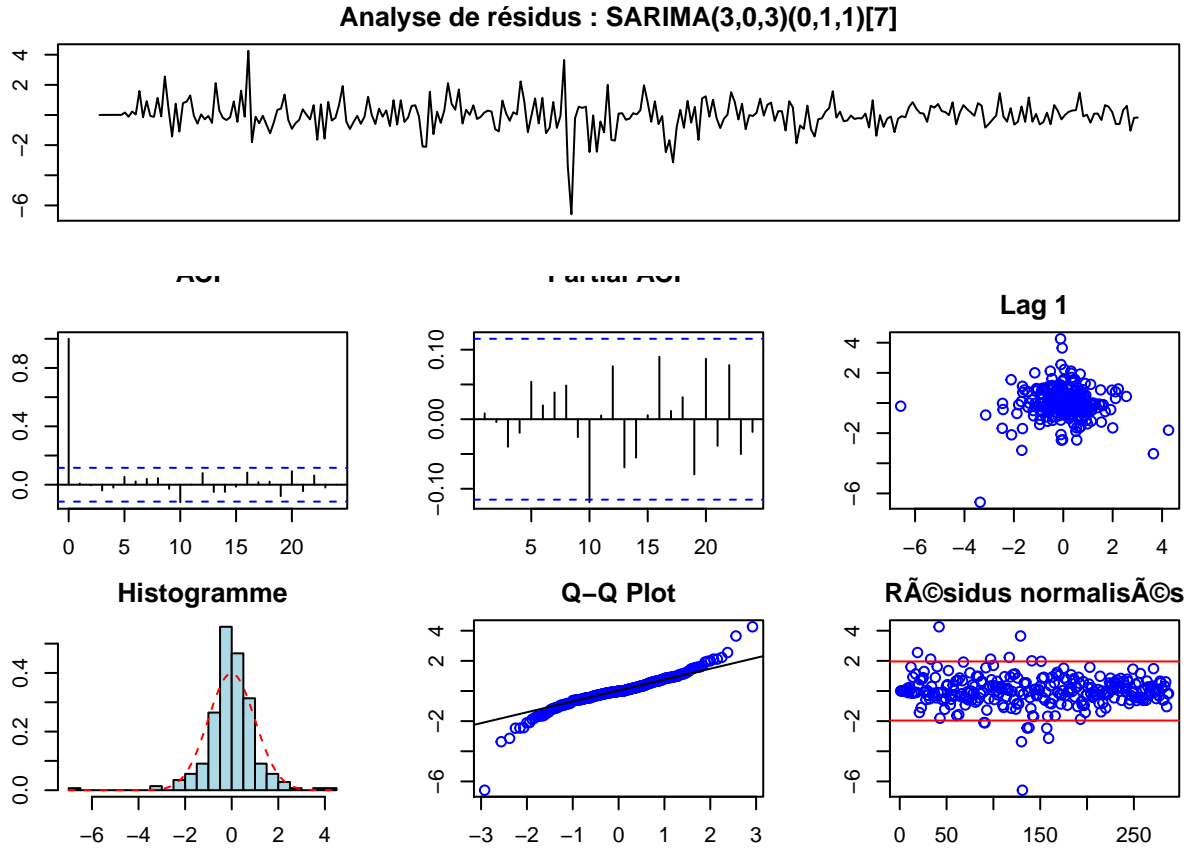 Analyse de résidus : SARIMA(3,0,3)(0,1,1)[7]
4
2
−2
−6
ACF
0.8
0.4
0.0
0 5 10 15 20
Partial ACF
0.10
0.00
−0.10
5 10 15 20
Lag 1
4
2
−2
−6
−6 −4 −2 0 2 4
Histogramme
0.4
0.2
0.0
−6 −4 −2 0 2 4
Q−Q Plot
4
2
−2
−6
−3 −2 −1 0 1 2 3
RÃ©sidus normalisÃ©s
4
2
−2
−6
0 50 150 250